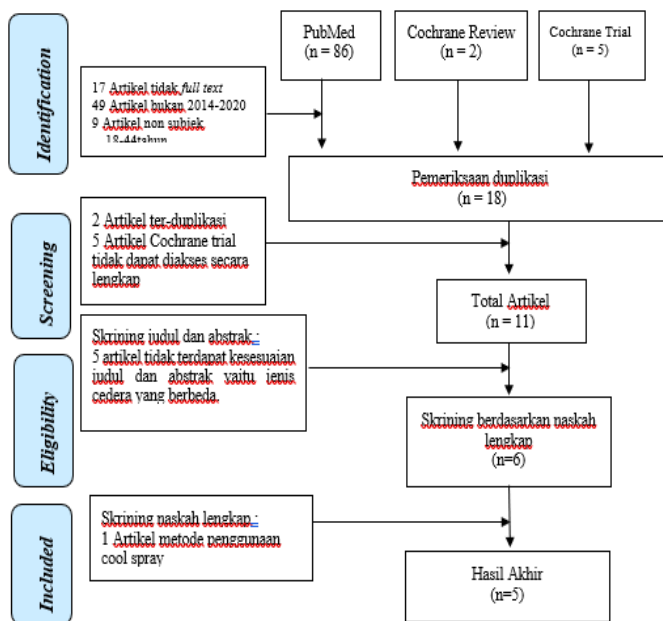 PubMed
(n = 86)
Cochrane Review
(n = 2)
Cochrane Trial
(n = 5)
Identification
17 Artikel tidak full text
49 Artikel bukan 2014-2020
9 Artikel non subjek
18-44tahun
Pemeriksaan duplikasi
(n = 18)
Screening
2 Artikel ter-duplikasi
5 Artikel Cochrane trial
tidak dapat diakses secara
lengkap
Total Artikel
(n = 11)
Eligibility
Skrining judul dan abstrak :
5 artikel tidak terdapat kesesuaian
judul dan abstrak yaitu jenis
cedera yang berbeda.
Skrining berdasarkan naskah
lengkap
(n=6)
Included
Skrining naskah lengkap :
1 Artikel metode penggunaan
cool spray
Hasil Akhir
(n=5)